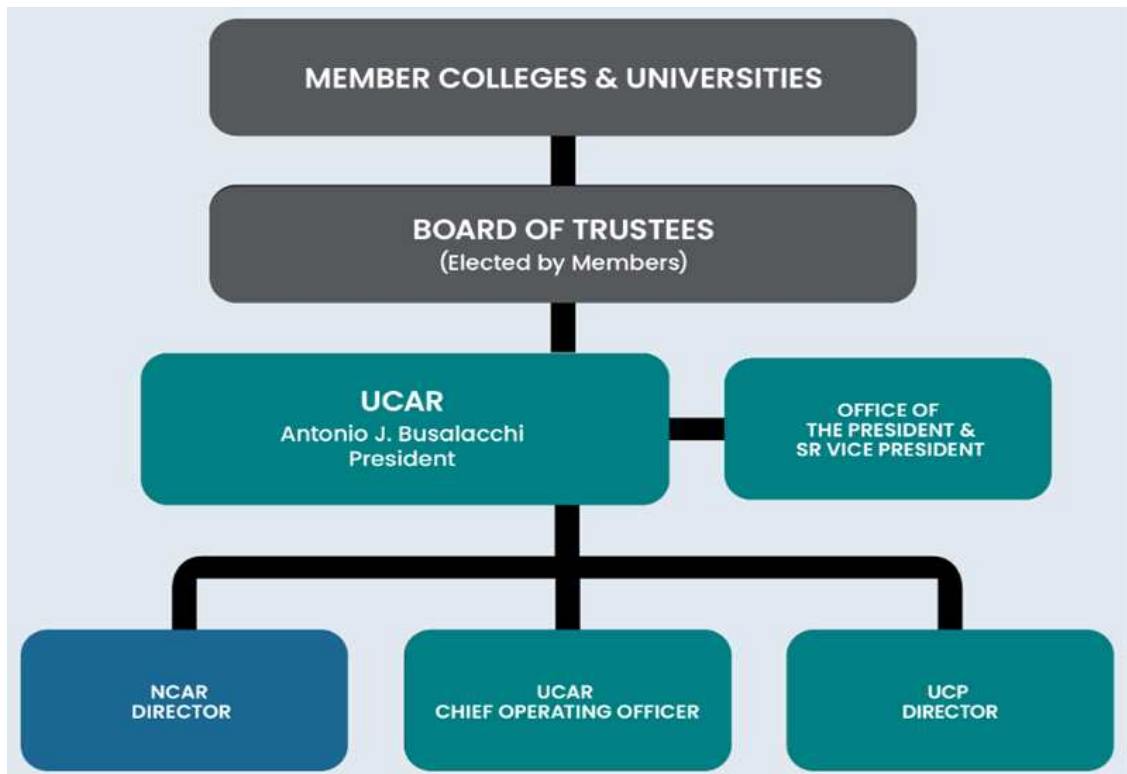 MEMBER COLLEGES & UNIVERSITIES
BOARD OF TRUSTEES
(Elected by Members)
UCAR
Antonio J. Busalacchi
President
OFFICE OF
THE PRESIDENT &
SR VICE PRESIDENT
NCAR
DIRECTOR
UCAR
CHIEF OPERATING OFFICER
UCP
DIRECTOR